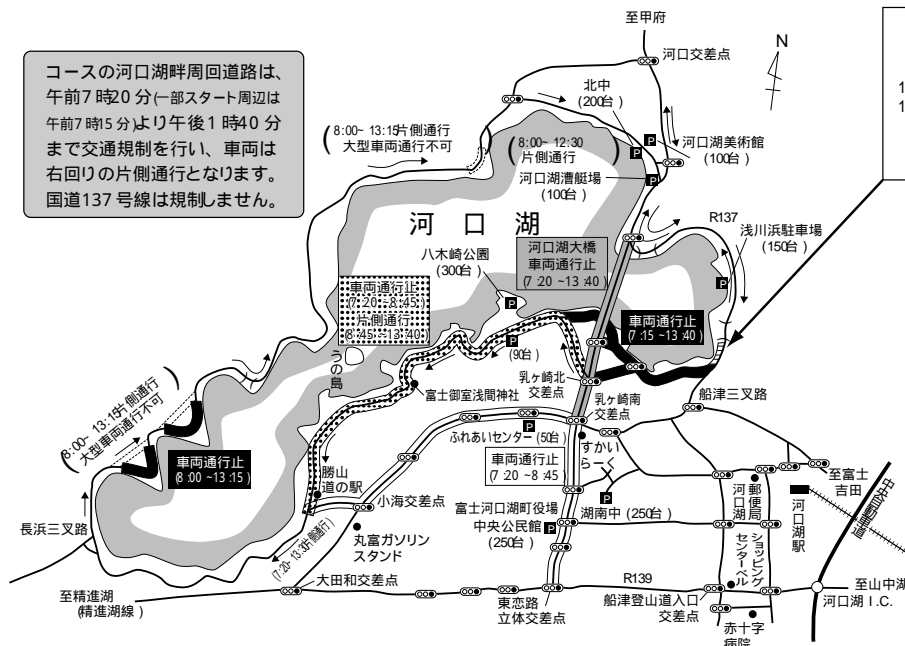 コースの河口湖畔周回道路は、
午前7時20分(一部スタート周辺は
午前7時15分)より午後1時40分
まで交通規制を行い、車両は
右回りの片側通行となります。
国道137号線は規制しません。
至甲府
河口交差点
N
1
1
北中
(200台)
(8:00~13:15片側通行
大型車両通行不可)
(8:00~12:30
片側通行)
P
P
河口湖美術館
(100台)
河口湖漕艇場
(100台)
P
河口湖
R137
浅川浜駐車場
(150台)
P
八木崎公園
(300台)
P
河口湖大橋
車両通行止
(7:20~13:40)
車両通行止
(7:20~8:45)
片側通行
(8:45~13:40)
車両通行止
(7:15~13:40)
うの島
P
(90台)
乳ヶ崎北
交差点
富士御室浅間神社
乳ヶ崎南
交差点
船津三叉路
(8:00~13:15片側通行
大型車両通行不可)
車両通行止
(8:00~13:15)
P
ふれあいセンター(50台)
すかい
らーく
車両通行止
(7:20~8:45)
至富士
吉田
中央自動車道
勝山
道の駅
小海交差点
P
富士河口湖町役場
湖南中(250台)
郵便局
河口湖
河口湖駅
長浜三叉路
中央公民館
(250台)
P
丸富ガソリン
スタンド
(7:20~13:30片側通行)
ショッピング
センターベル
大田和交差点
R139
至精進湖
(精進湖線)
東恋路
立体交差点
船津登山道入口
交差点
至山中湖
河口湖I.C.
赤十字
病院